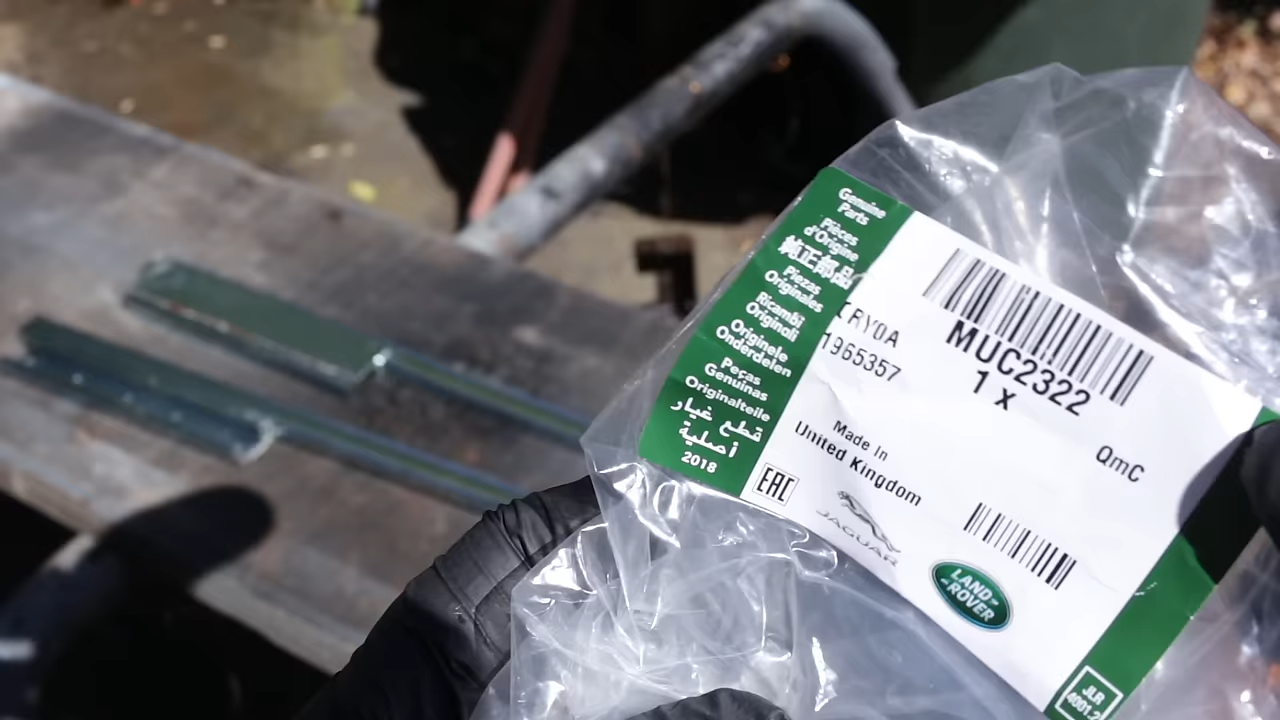 Genuine
Parts
Pièces
d'Origine
純正部品
Piezas
Originales
Ricambi
Originali
Originele
Onderdelen
Peças
Genuínas
Originalteile
قطع غيار
أصلية
2018
MUC2322
1 x
1965357
QmC
Made In
United Kingdom
EAC
JAGUAR
LAND
ROVER
JLR